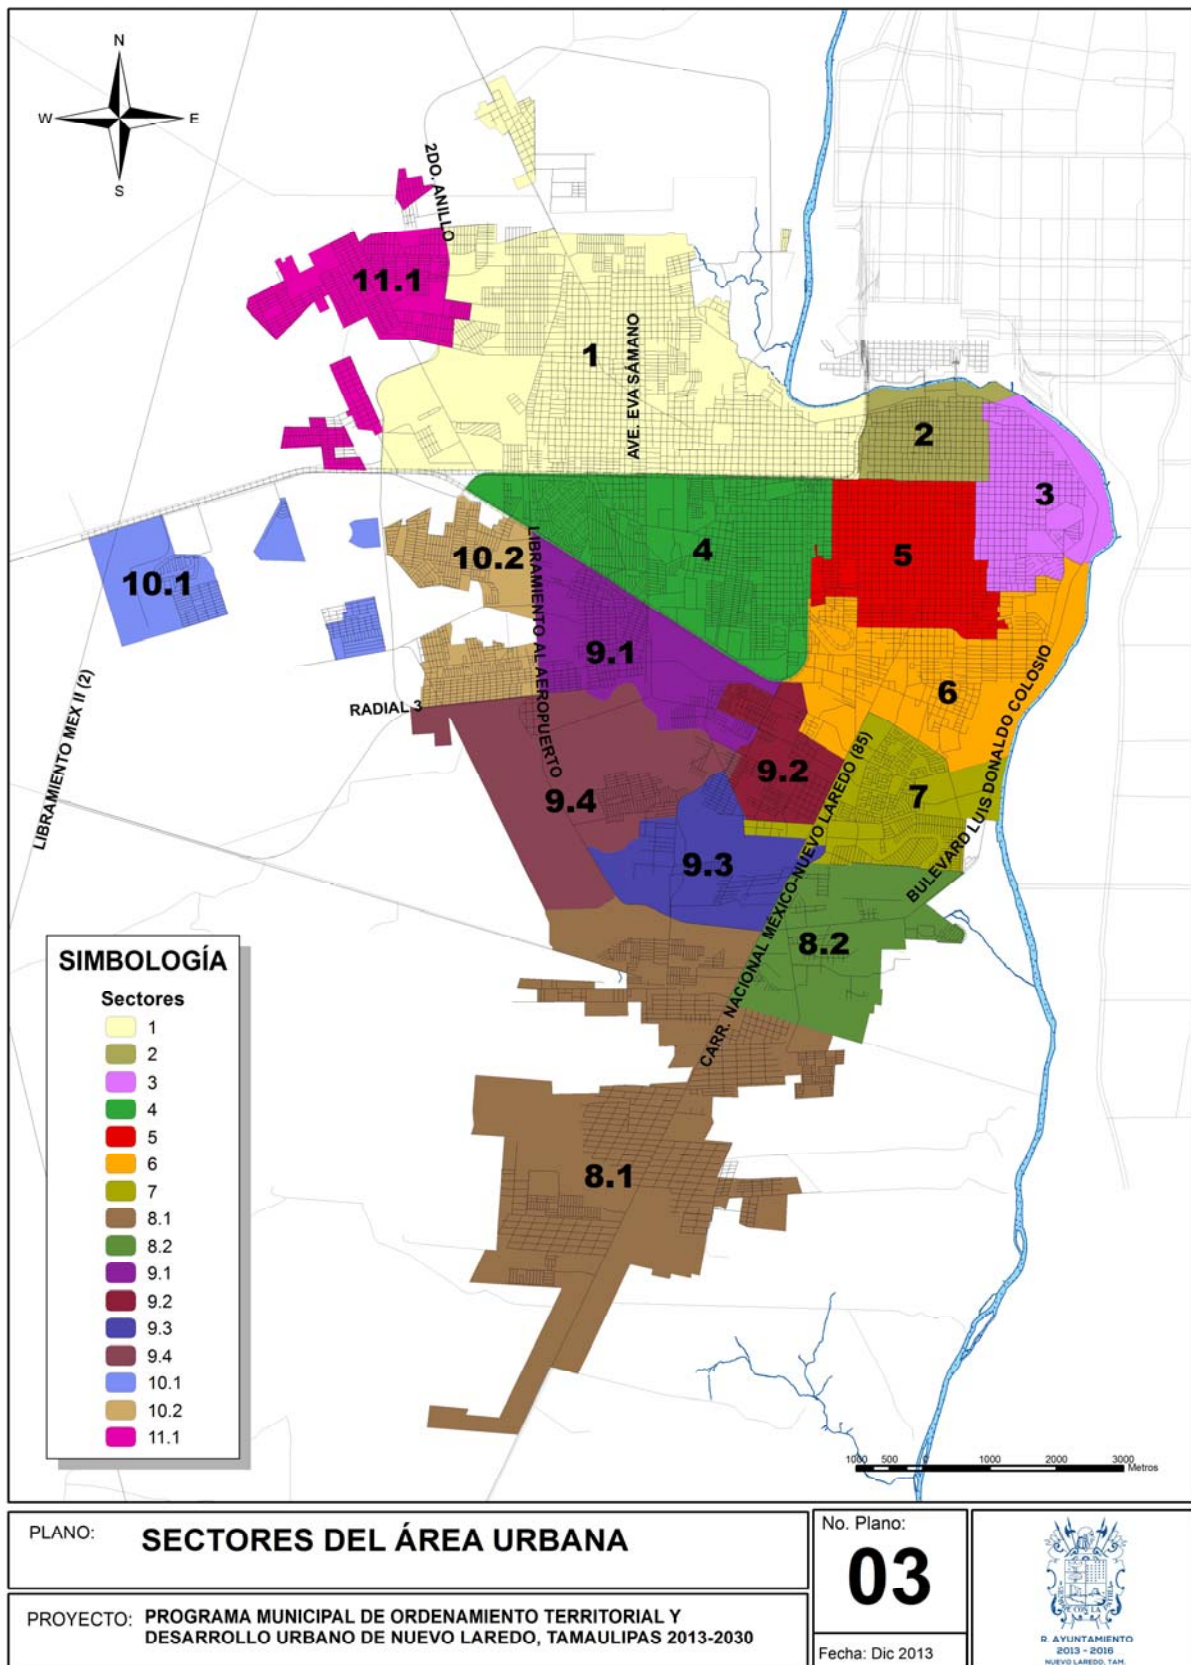 N
W E
S
2DO. ANILLO
11.1
1
AVE. EVA SÁMANO
2
3
4
5
10.2
10.1
LIBRAMIENTO AL AEROPUERTO
9.1
6
BULEVARD LUIS DONALDO COLOSIO
RADIAL 3
LIBRAMIENTO MEX II (2)
9.2
9.4
7
9.3
CARR. NACIONAL MÉXICO-NUEVO LAREDO (85)
8.2
8.1
SIMBOLOGÍA
Sectores
1
2
3
4
5
6
7
8.1
8.2
9.1
9.2
9.3
9.4
10.1
10.2
11.1
1000 500 0 1000 2000 3000
Metros
PLANO: SECTORES DEL ÁREA URBANA
No. Plano:
03
Fecha: Dic 2013
PROYECTO: PROGRAMA MUNICIPAL DE ORDENAMIENTO TERRITORIAL Y
DESARROLLO URBANO DE NUEVO LAREDO, TAMAULIPAS 2013-2030
R. AYUNTAMIENTO
2013 - 2016
NUEVO LAREDO, TAM.